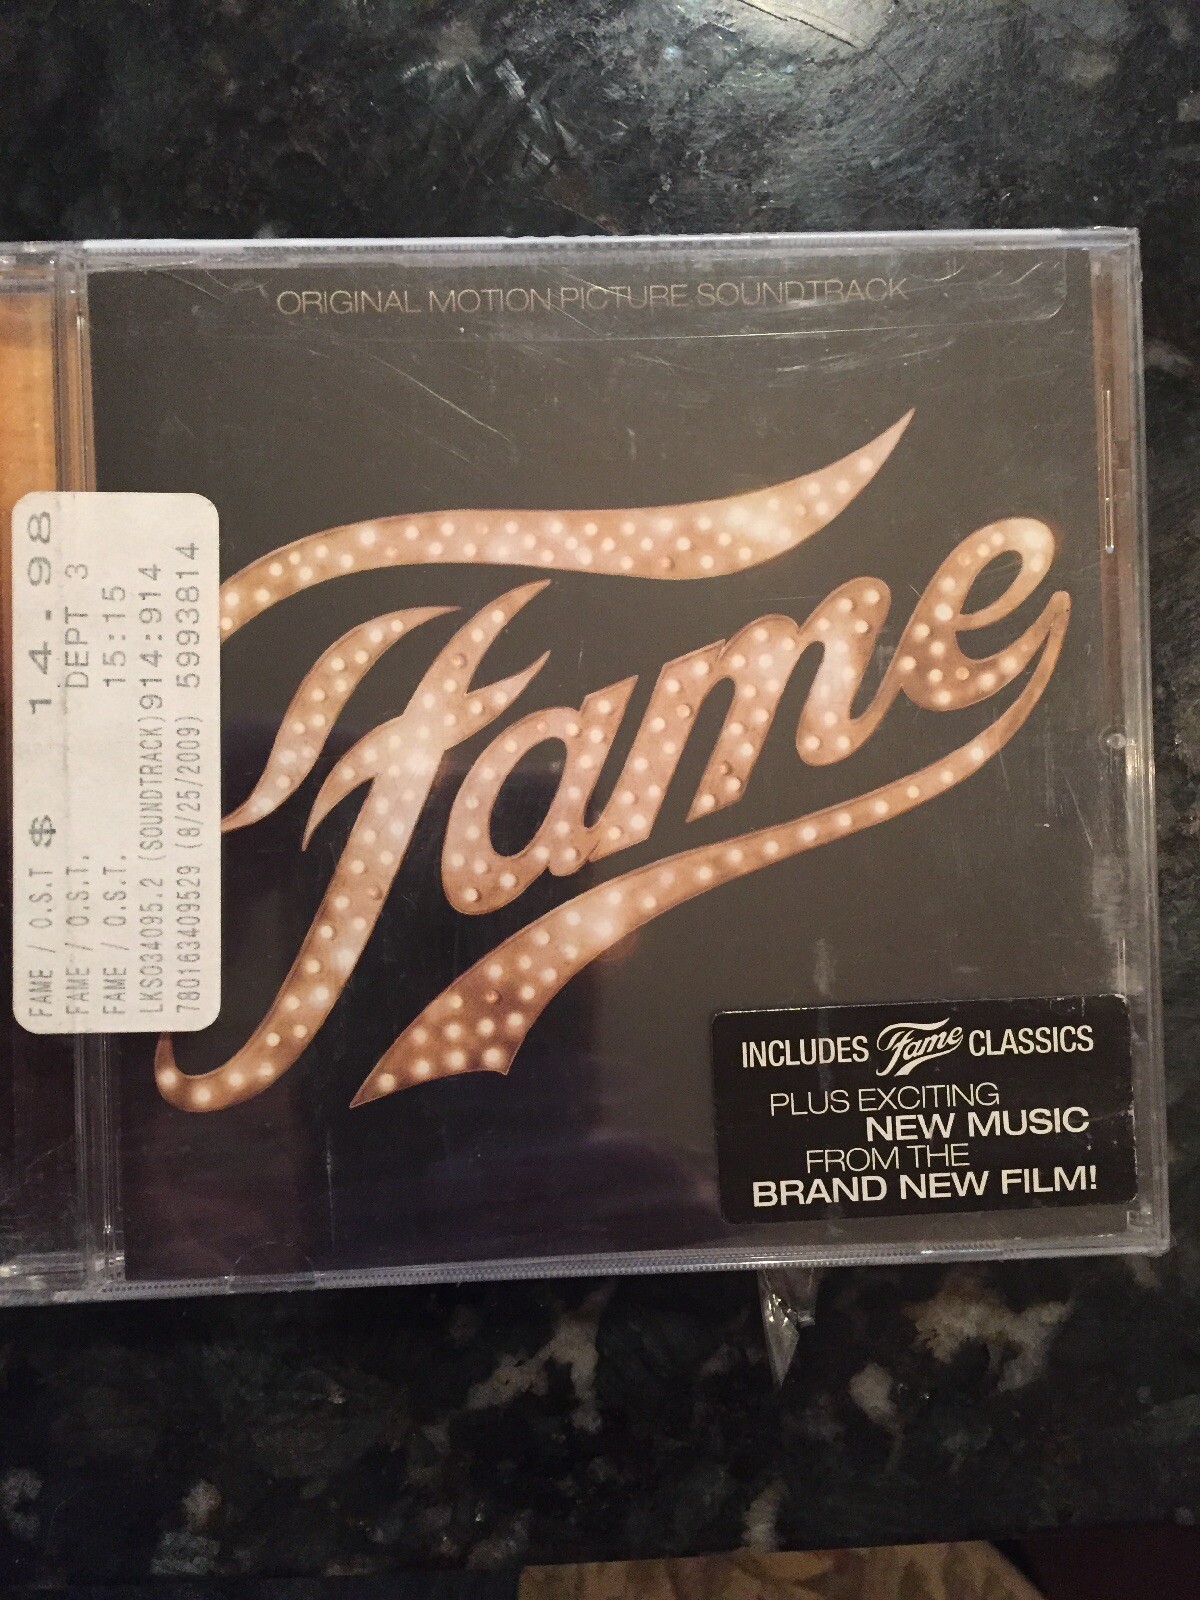 ORIGINAL MOTION PICTURE SOUNDTRACK
Fame
FAME / O.S.T $ 14.98
FAME / O.S.T. DEPT 3
FAME / O.S.T. 15:15
LKS034095.2 (SOUNDTRACK)914:914
780163409529 (8/25/2009) 5993814
INCLUDES Fame CLASSICS
PLUS EXCITING
NEW MUSIC
FROM THE
BRAND NEW FILM!